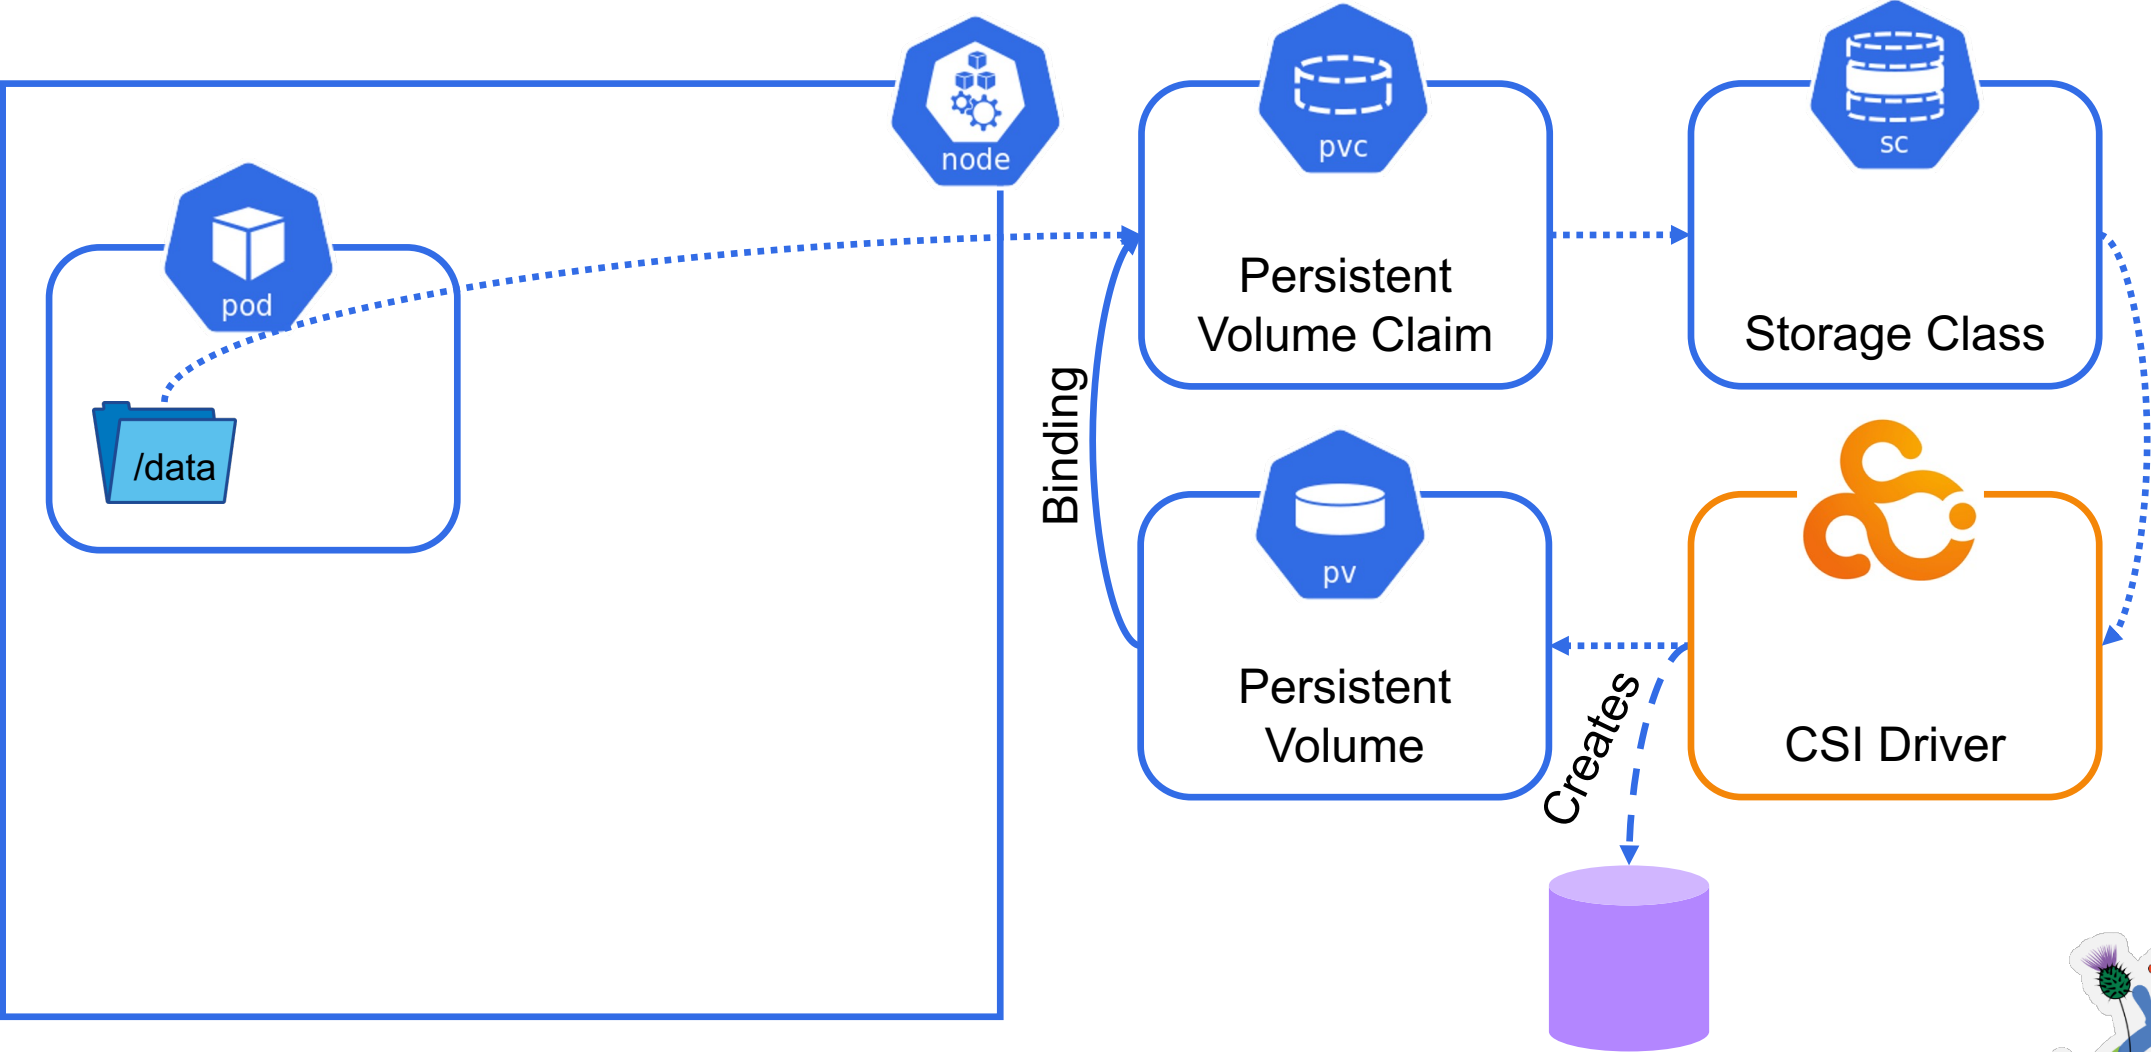 node
pvc
sc
pod
Persistent
Volume Claim
Storage Class
/data
Binding
pv
Persistent
Volume
Creates
CSI Driver